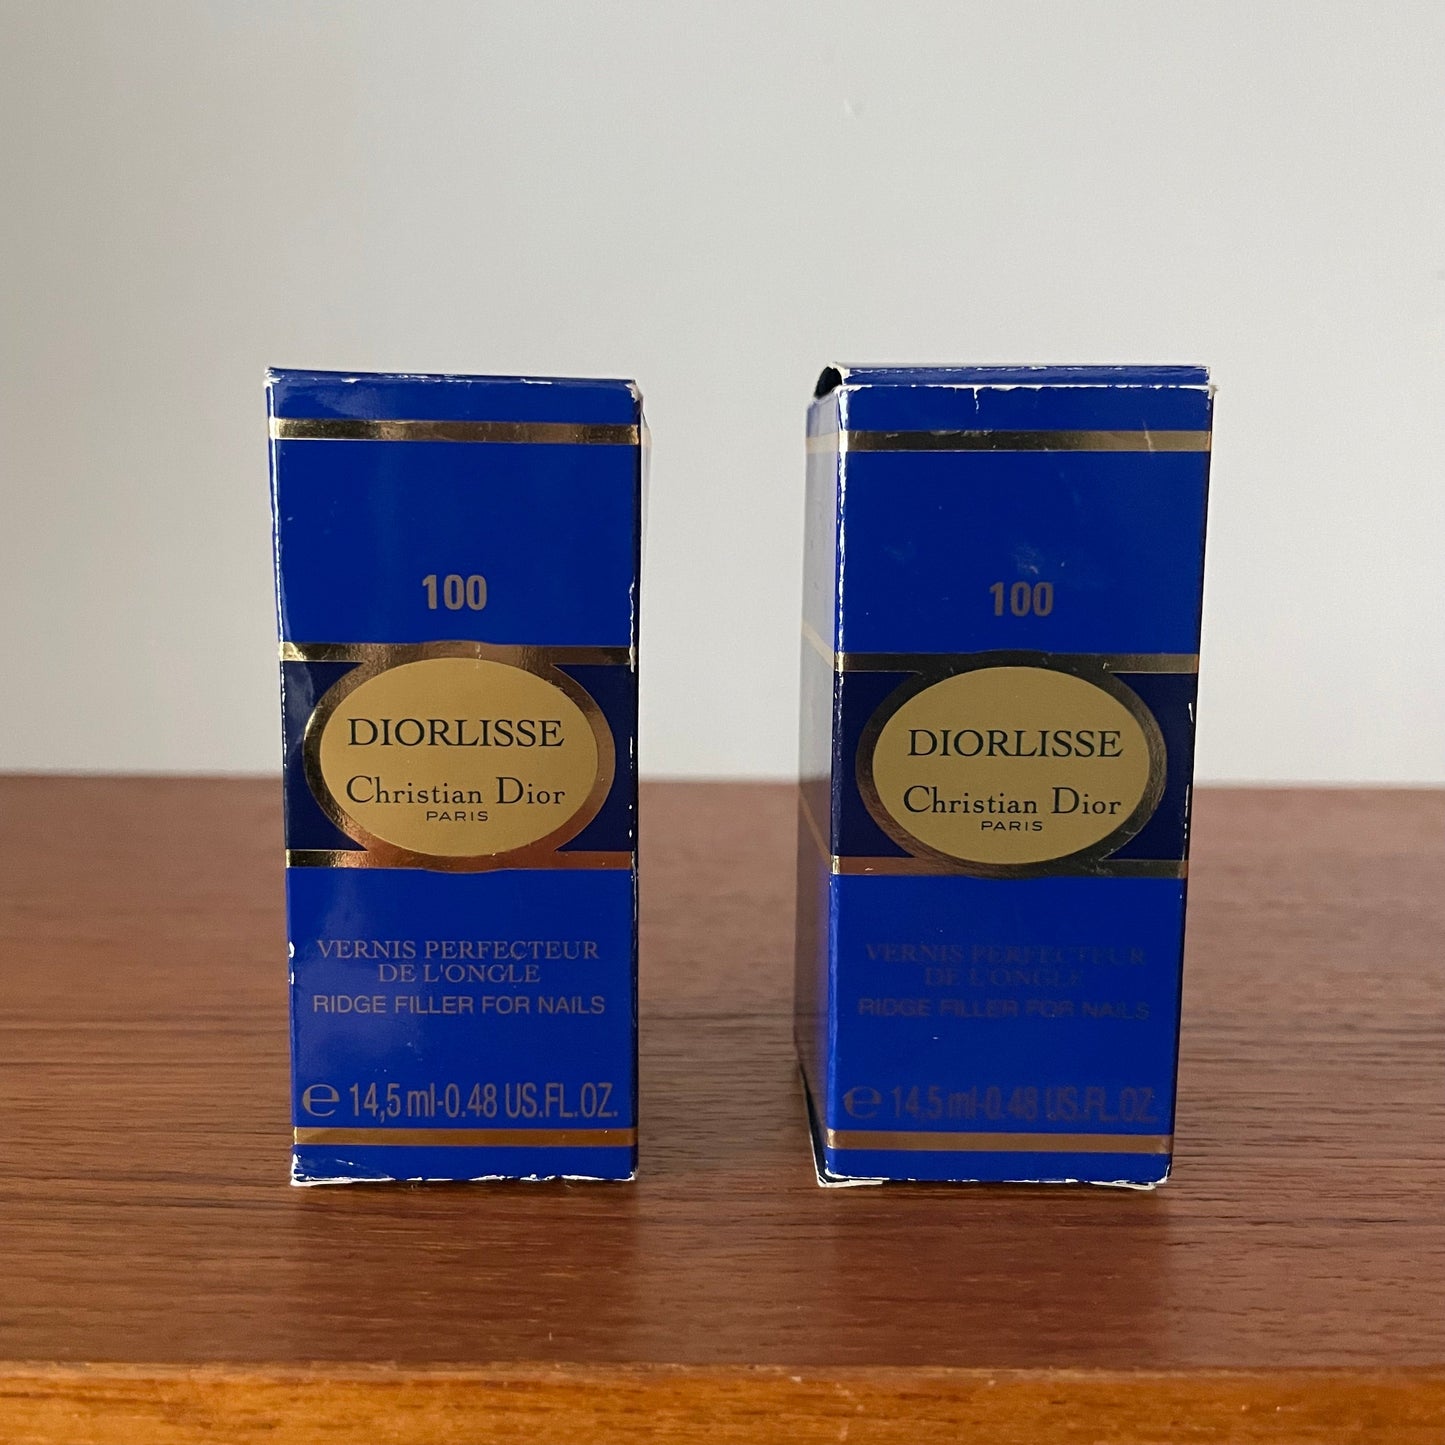 100
DIORLISSE
Christian Dior
PARIS
VERNIS PERFECTEUR
DE L'ONGLE
RIDGE FILLER FOR NAILS
℮ 14,5 ml-0.48 US.FL.OZ.
100
DIORLISSE
Christian Dior
PARIS
VERNIS PERFECTEUR
DE L'ONGLE
RIDGE FILLER FOR NAILS
℮ 14,5 ml-0.48 US.FL.OZ.